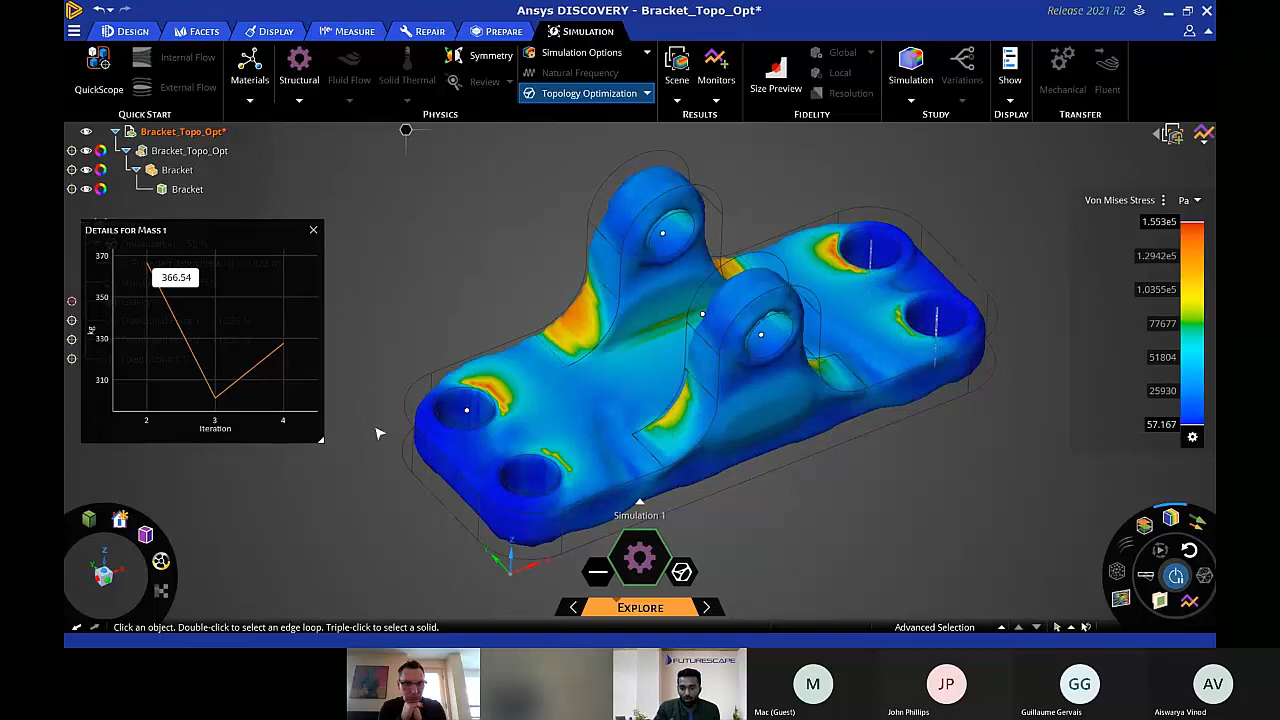 Ansys DISCOVERY - Bracket_Topo_Opt*
Release 2021 R2
DESIGN
FACETS
DISPLAY
MEASURE
REPAIR
PREPARE
SIMULATION
QuickScope
Internal Flow
External Flow
QUICK START
Materials
Structural
Fluid Flow
Solid Thermal
Symmetry
Review
Simulation Options
Natural Frequency
Topology Optimization
PHYSICS
Scene
Monitors
RESULTS
Size Preview
Global
Local
Resolution
FIDELITY
Simulation
Variations
STUDY
Show
DISPLAY
Mechanical
Fluent
TRANSFER
Bracket_Topo_Opt*
Bracket_Topo_Opt
Bracket
Bracket
DETAILS FOR MASS 1
370
366.54
350
kg
330
310
2
3
4
Iteration
Von Mises Stress
Pa
1.553e5
1.2942e5
1.0355e5
77677
51804
25930
57.167
Simulation 1
Z
Z
Y
X
EXPLORE
Click an object. Double-click to select an edge loop. Triple-click to select a solid.
Advanced Selection
FUTURESCAPE
M
Mac (Guest)
JP
John Phillips
GG
Guillaume Gervais
AV
Aiswarya Vinod